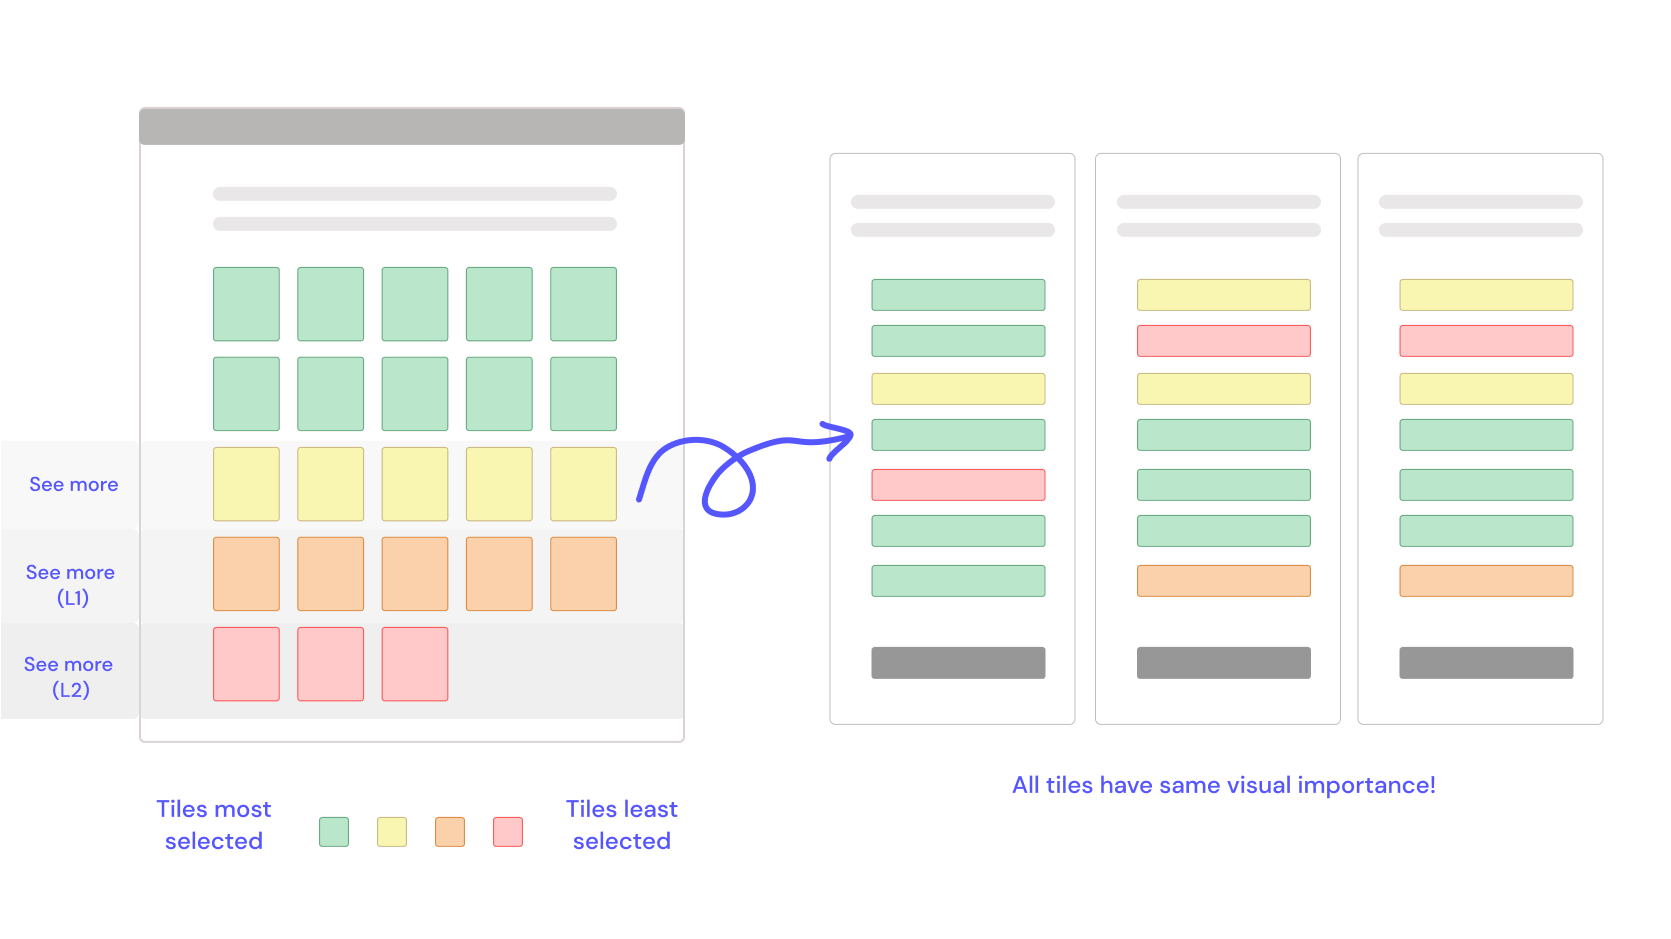 See more
See more
(L1)
See more
(L2)
Tiles most
selected
Tiles least
selected
All tiles have same visual importance!